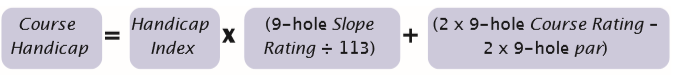 Course Handicap = Handicap Index x (9-hole Slope Rating ÷ 113) + (2 x 9-hole Course Rating – 2 x 9-hole par)